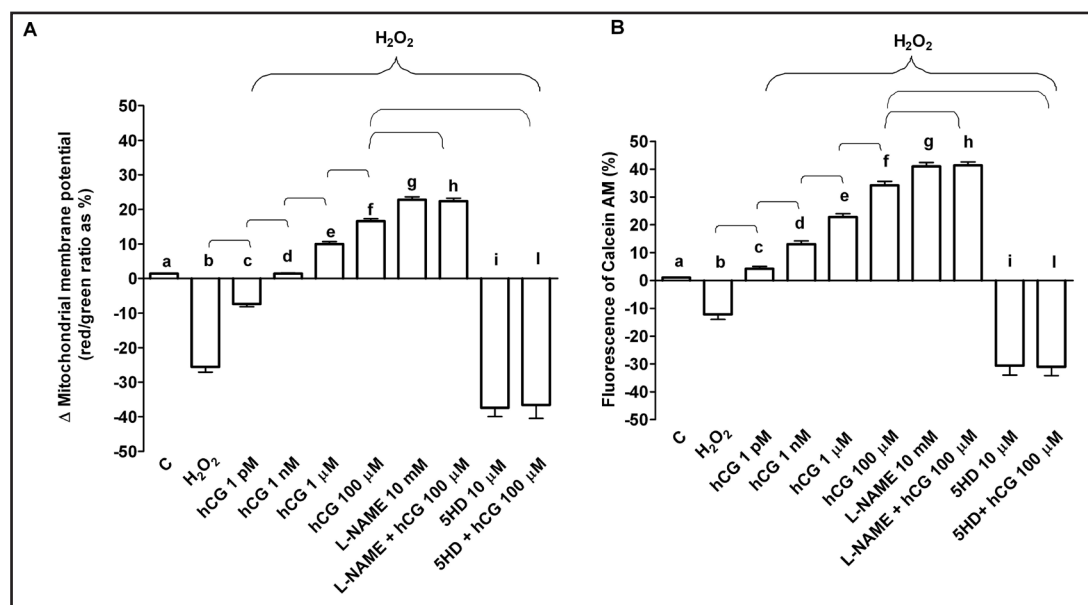 A
H₂O₂
Δ Mitochondrial membrane potential
(red/green ratio as %)
50
40
30
20
10
0
-10
-20
-30
-40
-50
a
b
c
d
e
f
g
h
i
l
C
H₂O₂
hCG 1 pM
hCG 1 nM
hCG 1 μM
hCG 100 μM
L-NAME 10 mM
L-NAME + hCG 100 μM
5HD 10 μM
5HD + hCG 100 μM
B
H₂O₂
Fluorescence of Calcein AM (%)
50
40
30
20
10
0
-10
-20
-30
-40
-50
a
b
c
d
e
f
g
h
i
l
C
H₂O₂
hCG 1 pM
hCG 1 nM
hCG 1 μM
hCG 100 μM
L-NAME 10 mM
L-NAME + hCG 100 μM
5HD 10 μM
5HD+ hCG 100 μM